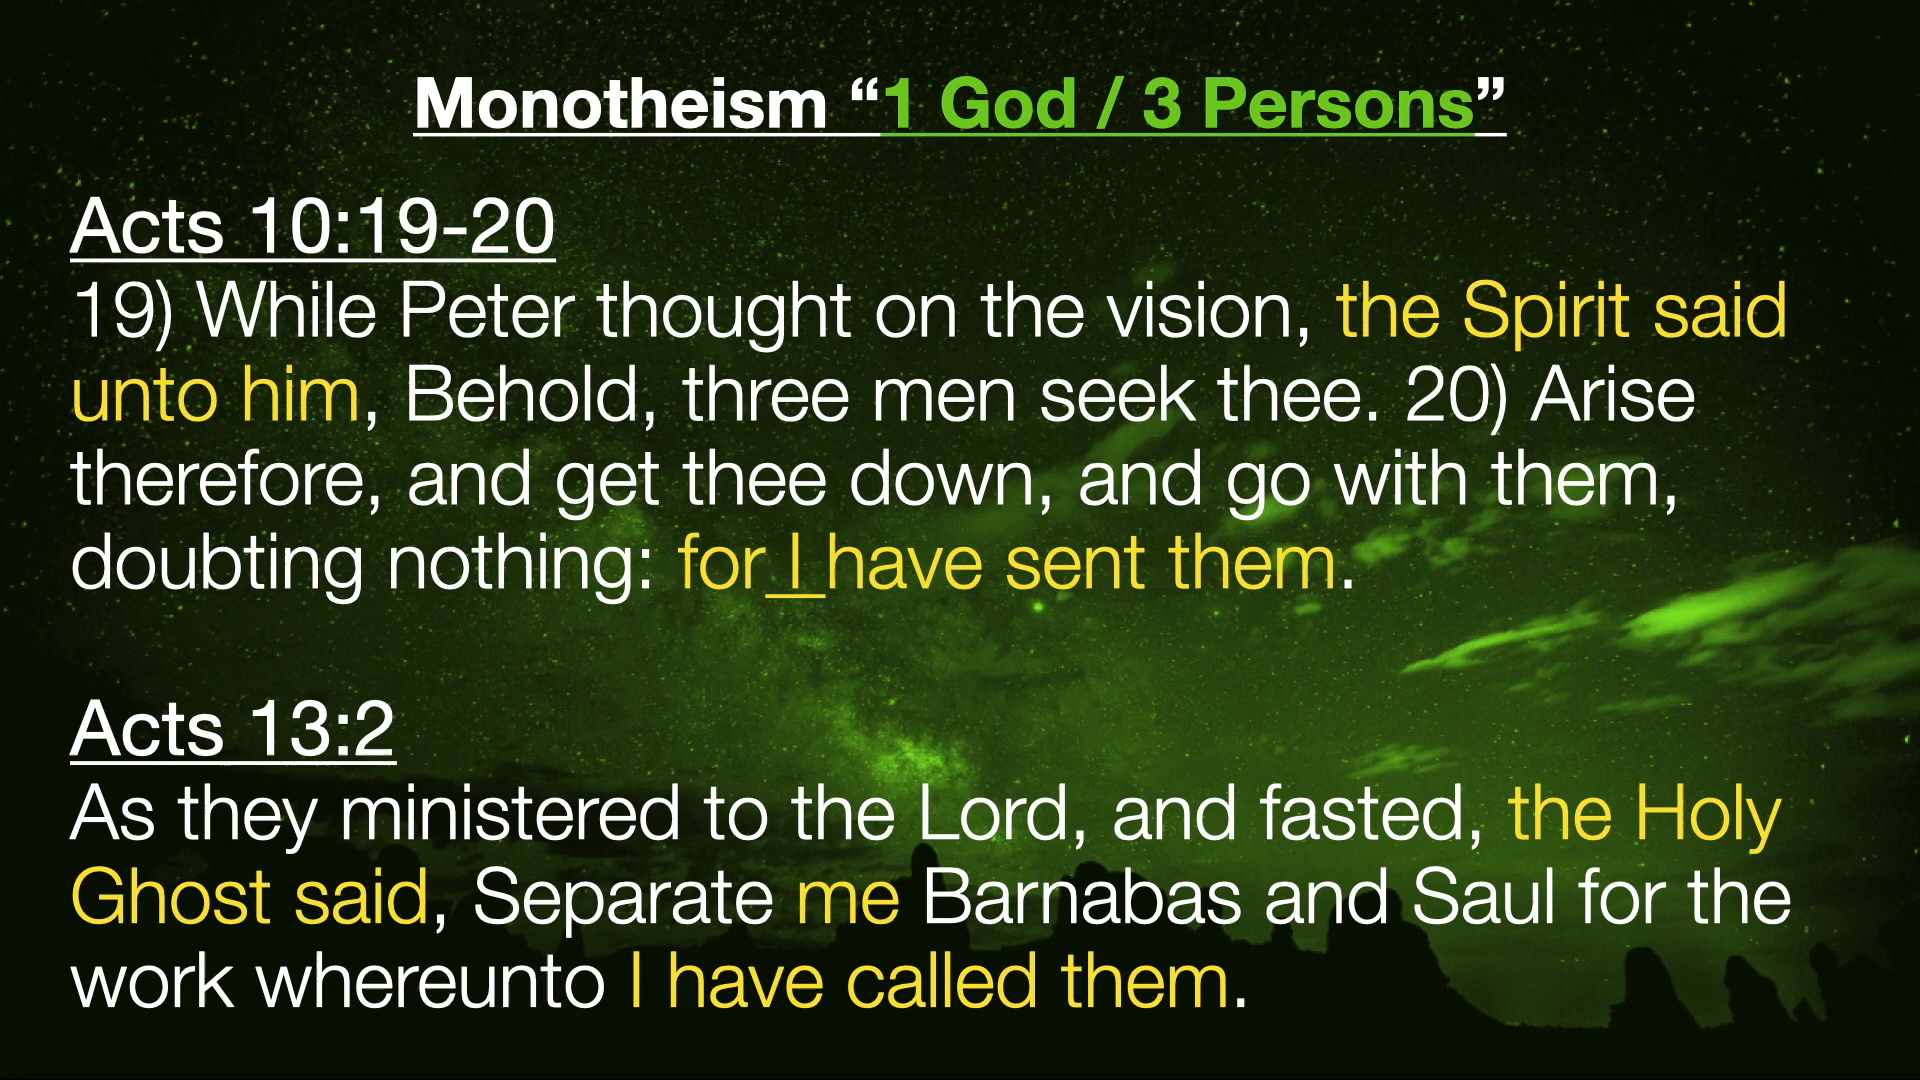 Monotheism “1 God / 3 Persons”
Acts 10:19-20
19) While Peter thought on the vision, the Spirit said
unto him, Behold, three men seek thee. 20) Arise
therefore, and get thee down, and go with them,
doubting nothing: for I have sent them.
Acts 13:2
As they ministered to the Lord, and fasted, the Holy
Ghost said, Separate me Barnabas and Saul for the
work whereunto I have called them.